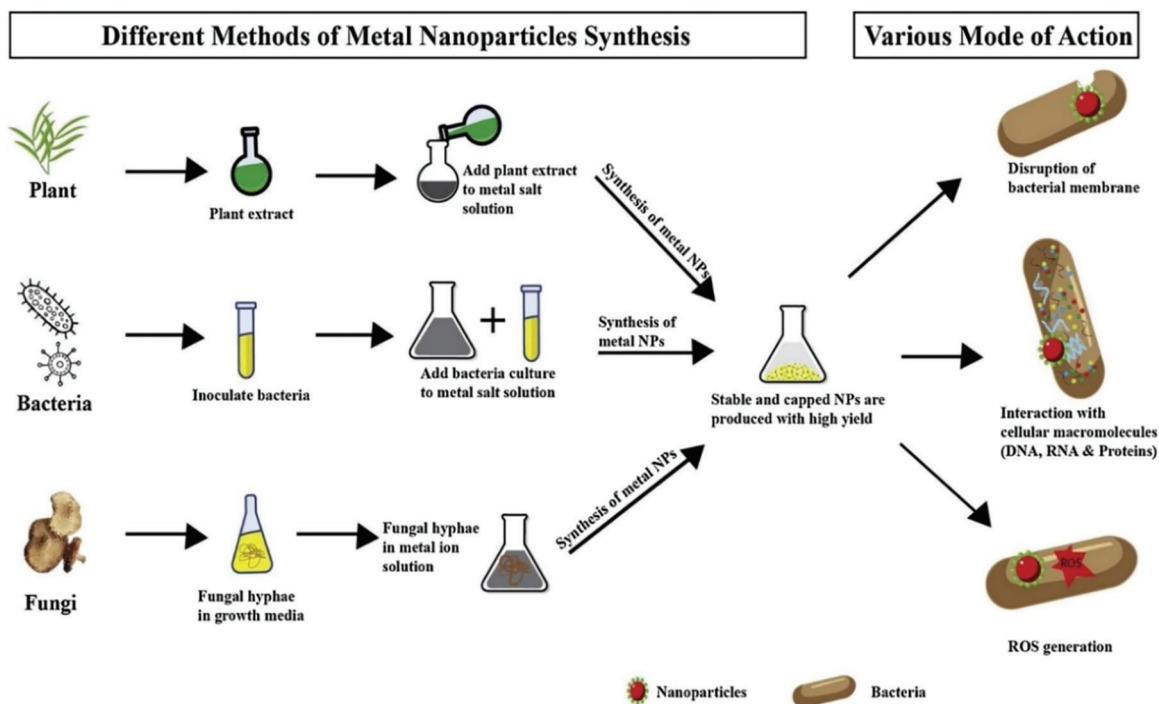 Different Methods of Metal Nanoparticles Synthesis
Various Mode of Action
Plant
Plant extract
Add plant extract
to metal salt
solution
Synthesis of metal NPs
Disruption of
bacterial membrane
Bacteria
Inoculate bacteria
+
Add bacteria culture
to metal salt solution
Synthesis of
metal NPs
Stable and capped NPs are
produced with high yield
Interaction with
cellular macromolecules
(DNA, RNA & Proteins)
Fungi
Fungal hyphae
in growth media
Fungal hyphae
in metal ion
solution
Synthesis of metal NPs
ROS
ROS generation
Nanoparticles
Bacteria